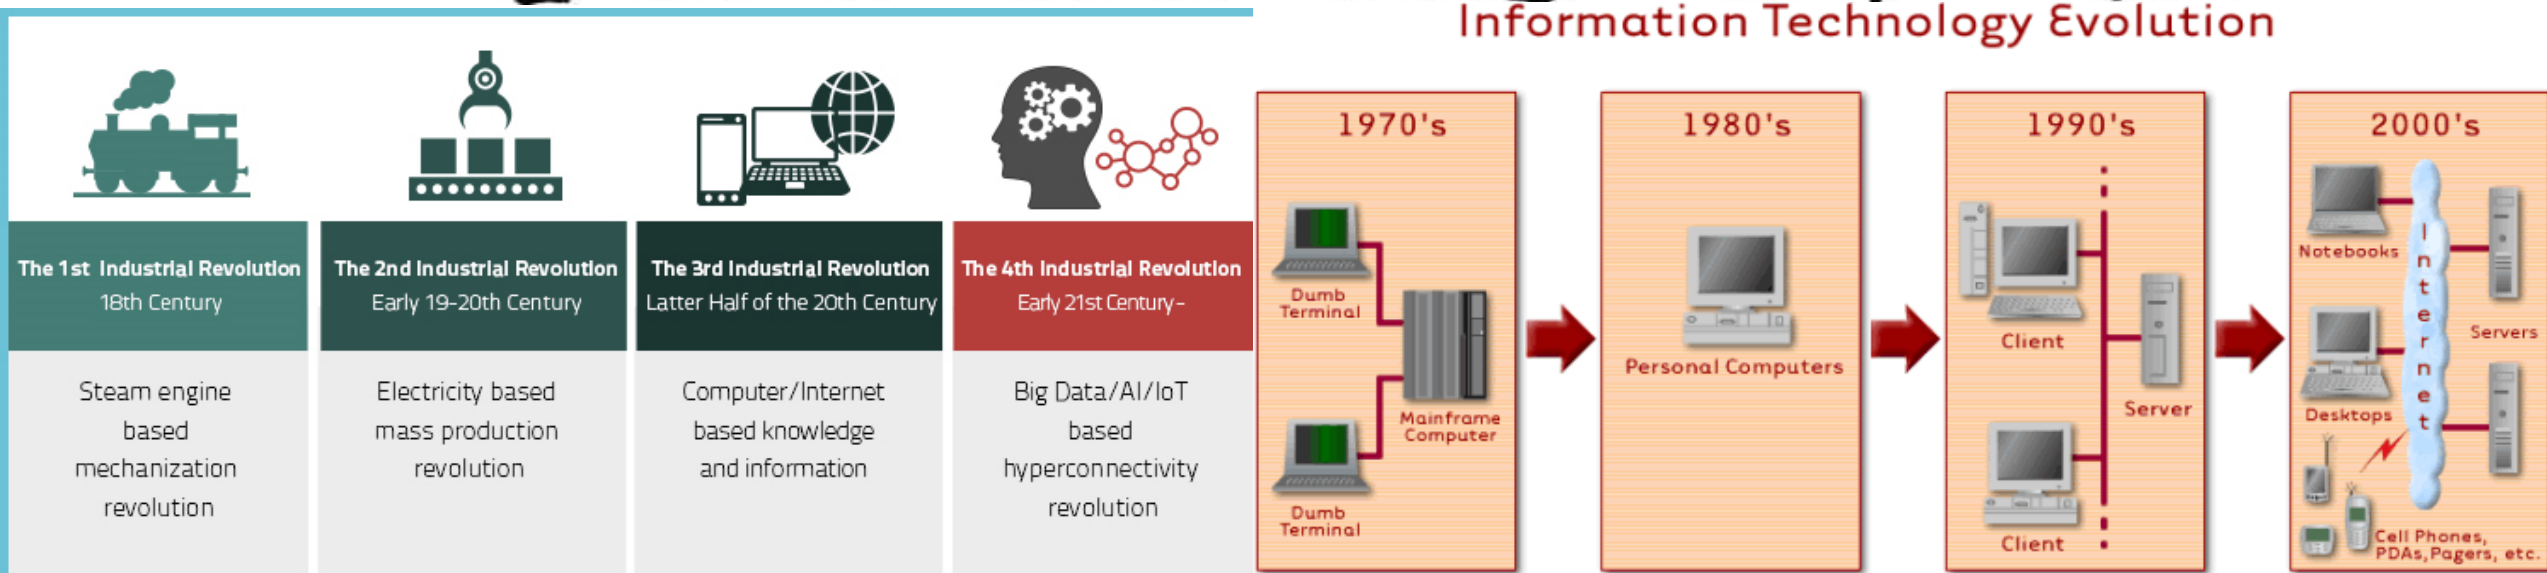 The 1st Industrial Revolution
18th Century
Steam engine
based
mechanization
revolution
The 2nd Industrial Revolution
Early 19-20th Century
Electricity based
mass production
revolution
The 3rd Industrial Revolution
Latter Half of the 20th Century
Computer/Internet
based knowledge
and information
The 4th Industrial Revolution
Early 21st Century-
Big Data/AI/IoT
based
hyperconnectivity
revolution
Information Technology Evolution
1970's
Dumb
Terminal
Mainframe
Computer
Dumb
Terminal
1980's
Personal Computers
1990's
Client
Server
Client
2000's
Notebooks
Internet
Servers
Desktops
Cell Phones,
PDAs,Pagers, etc.